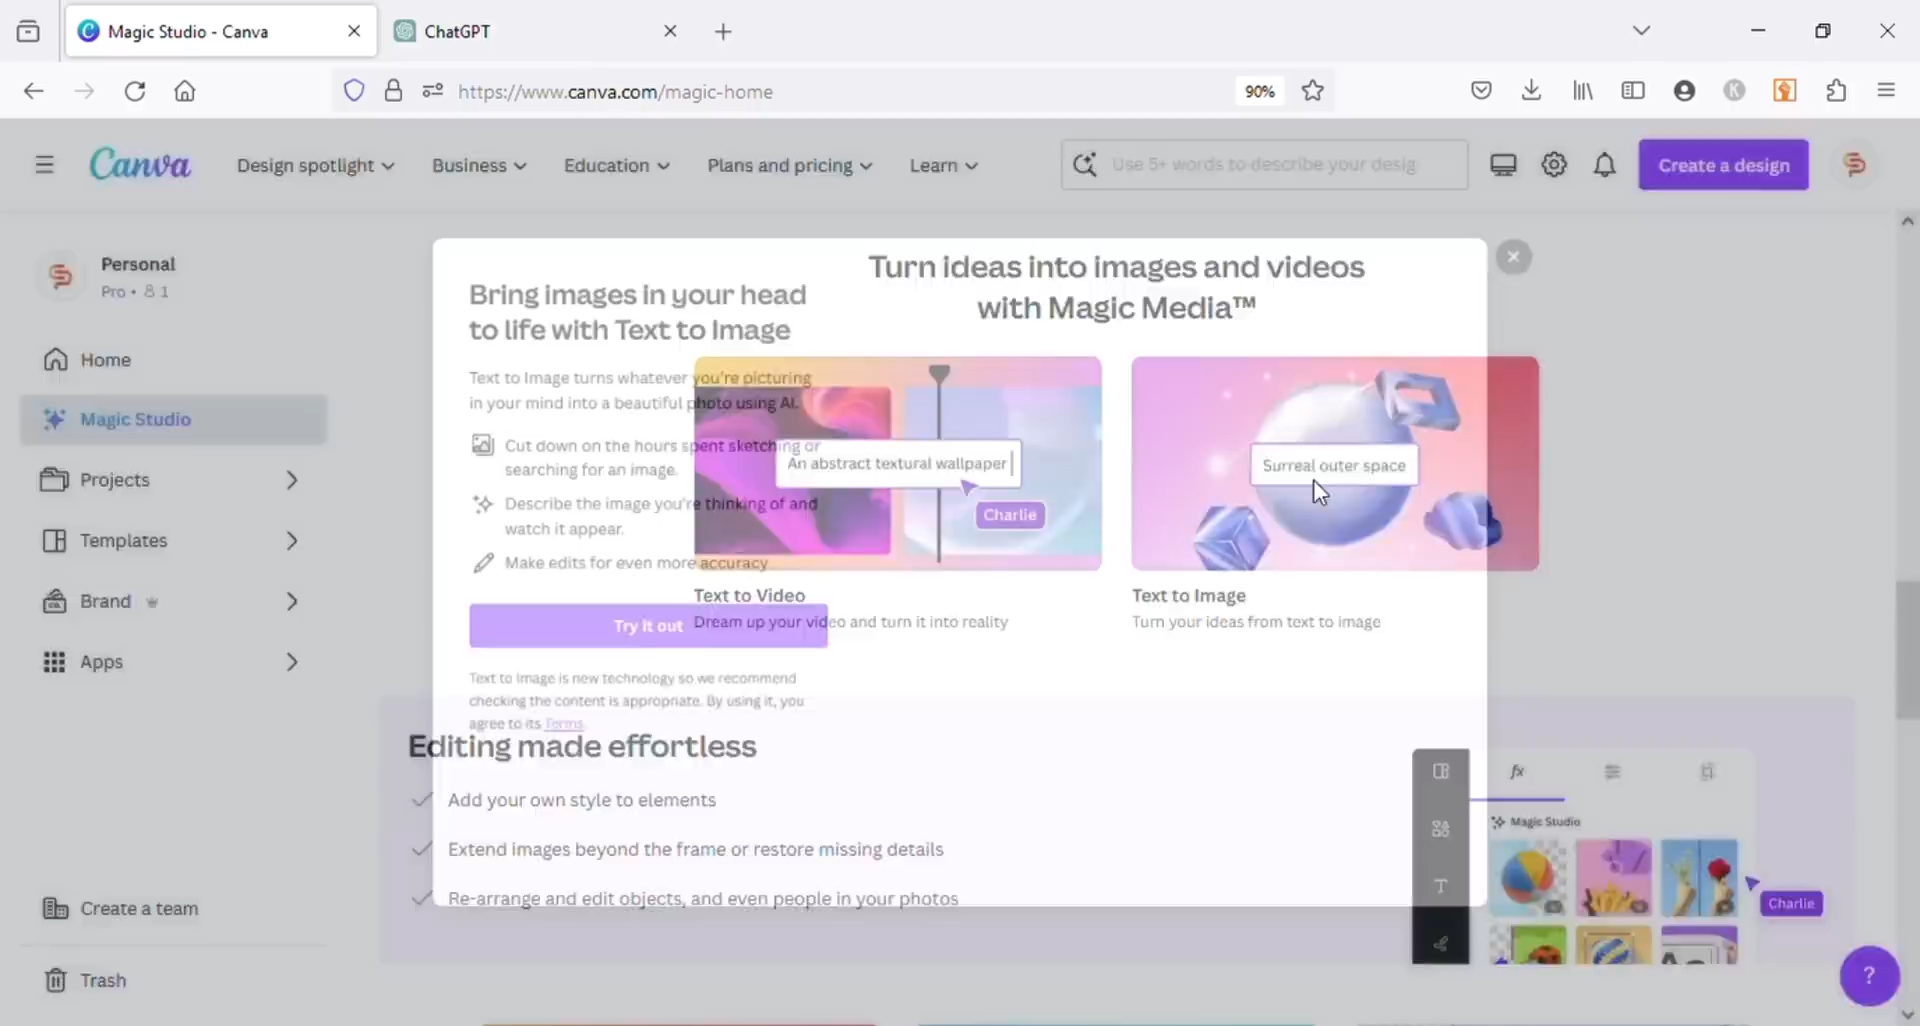 Magic Studio - Canva
ChatGPT
https://www.canva.com/magic-home
90%
K
Canva
Design spotlight
Business
Education
Plans and pricing
Learn
Use 5+ words to describe your desig
Create a design
Personal
Pro • 1
Home
Magic Studio
Projects
Templates
Brand
Apps
Create a team
Trash
Bring images in your head
to life with Text to Image
Text to Image turns whatever you're picturing
in your mind into a beautiful photo using AI.
Cut down on the hours spent sketching or
searching for an image.
Describe the image you're thinking of and
watch it appear.
Make edits for even more accuracy
Try it out
Text to Image is new technology so we recommend
checking the content is appropriate. By using it, you
agree to its Terms.
Turn ideas into images and videos
with Magic Media™
An abstract textural wallpaper
Charlie
Text to Video
Dream up your video and turn it into reality
Surreal outer space
Text to Image
Turn your ideas from text to image
Editing made effortless
Add your own style to elements
Extend images beyond the frame or restore missing details
Re-arrange and edit objects, and even people in your photos
T
fx
Magic Studio
Charlie
?